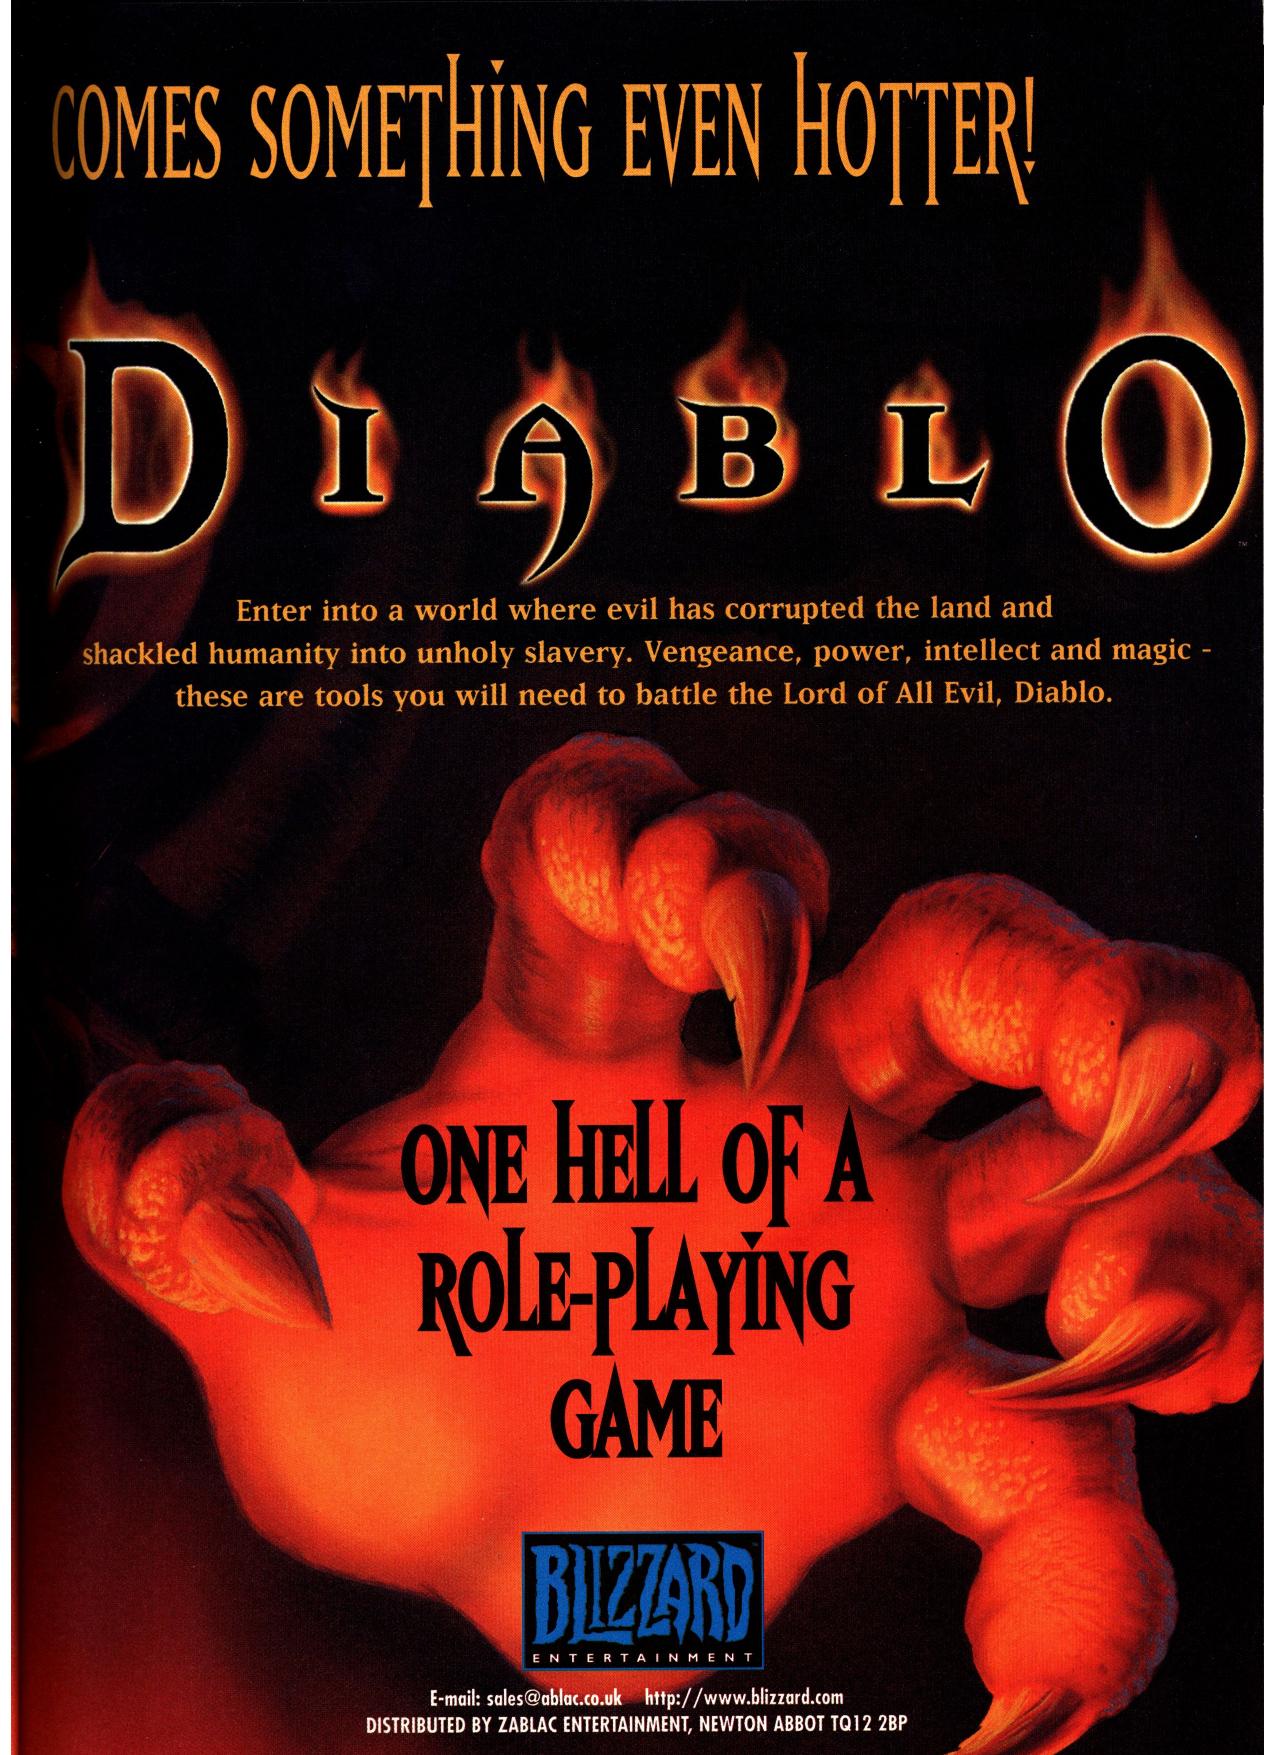 COMES SOMETHING EVEN HOTTER!
DIABLO
™
Enter into a world where evil has corrupted the land and
shackled humanity into unholy slavery. Vengeance, power, intellect and magic -
these are tools you will need to battle the Lord of All Evil, Diablo.
ONE HELL OF A
ROLE-PLAYING
GAME
BLIZZARD™
ENTERTAINMENT
E-mail: sales@ablac.co.uk http://www.blizzard.com
DISTRIBUTED BY ZABLAC ENTERTAINMENT, NEWTON ABBOT TQ12 2BP